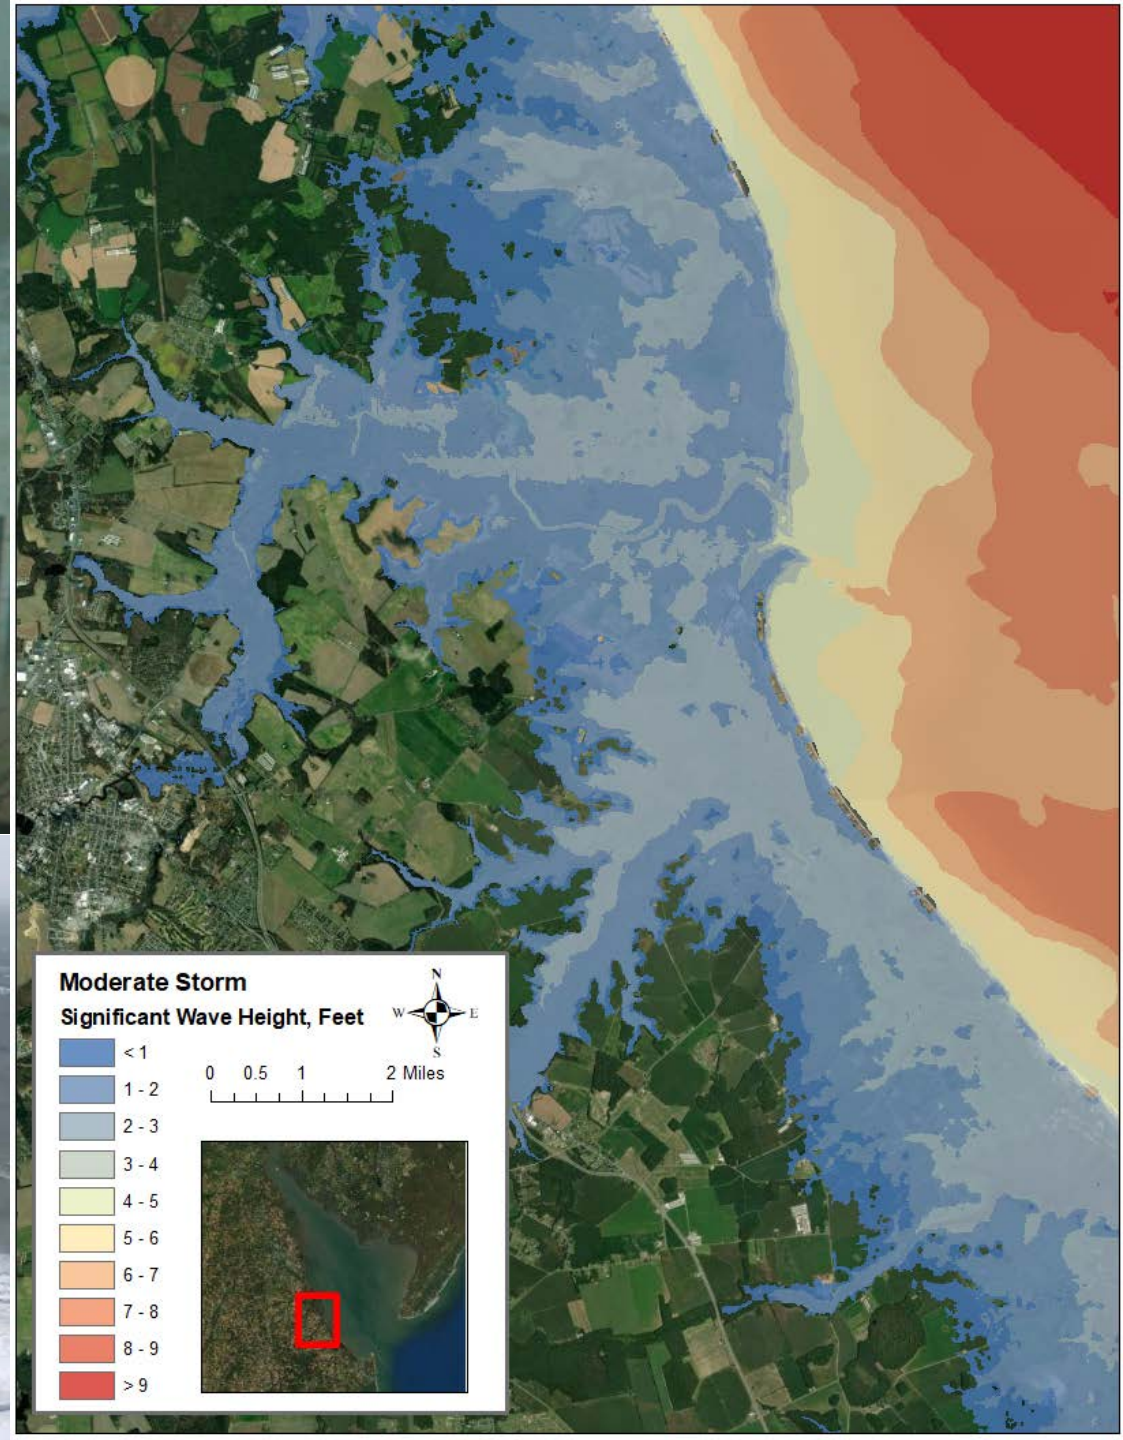 Moderate Storm
Significant Wave Height, Feet
N
W E
S
< 1
1 - 2
2 - 3
3 - 4
4 - 5
5 - 6
6 - 7
7 - 8
8 - 9
> 9
0 0.5 1 2 Miles